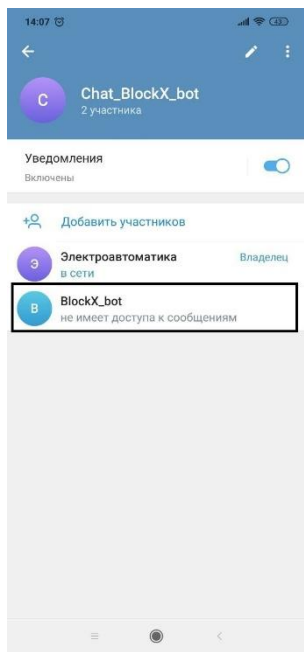 14:07
C
Chat_BlockX_bot
2 участника
Уведомления
Включены
Добавить участников
Э
Электроавтоматика
Владелец
в сети
B
BlockX_bot
не имеет доступа к сообщениям